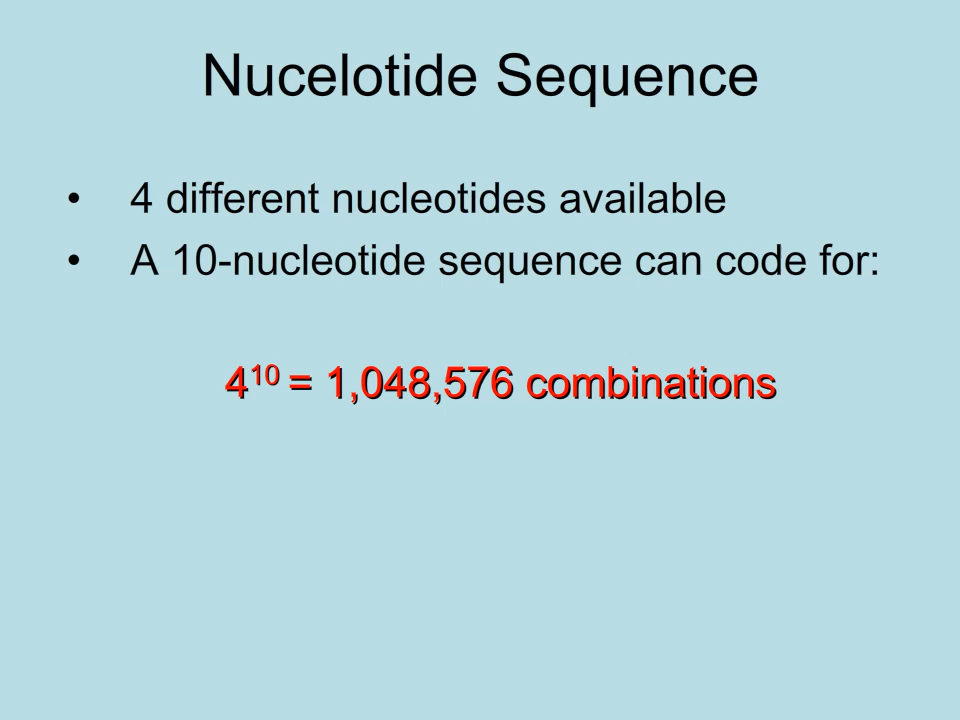 Nucelotide Sequence
• 4 different nucleotides available
• A 10-nucleotide sequence can code for:
4¹⁰ = 1,048,576 combinations